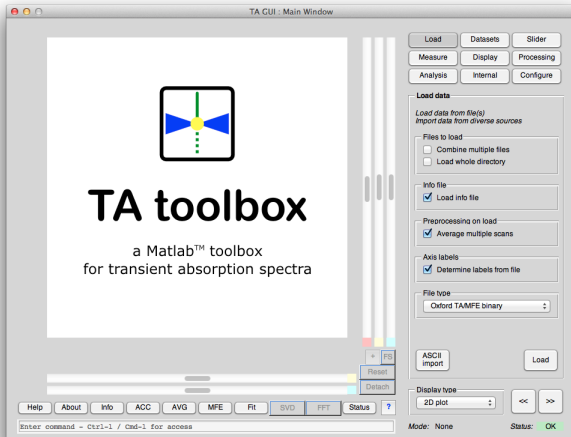 TA GUI : Main Window
Load Datasets Slider
Measure Display Processing
Analysis Internal Configure
Load data
Load data from file(s)
Import data from diverse sources
Files to load
Combine multiple files
Load whole directory
Info file
Load info file
Preprocessing on load
Average multiple scans
Axis labels
Determine labels from file
File type
Oxford TA/MFE binary
ASCII
import
Load
Display type
2D plot
<< >>
Mode: None Status: OK
TA toolbox
a Matlab™ toolbox
for transient absorption spectra
+ FS
Reset
Detach
Help About Info ACC AVG MFE Fit SVD FFT Status ?
Enter command - Ctrl-l / Cmd-l for access